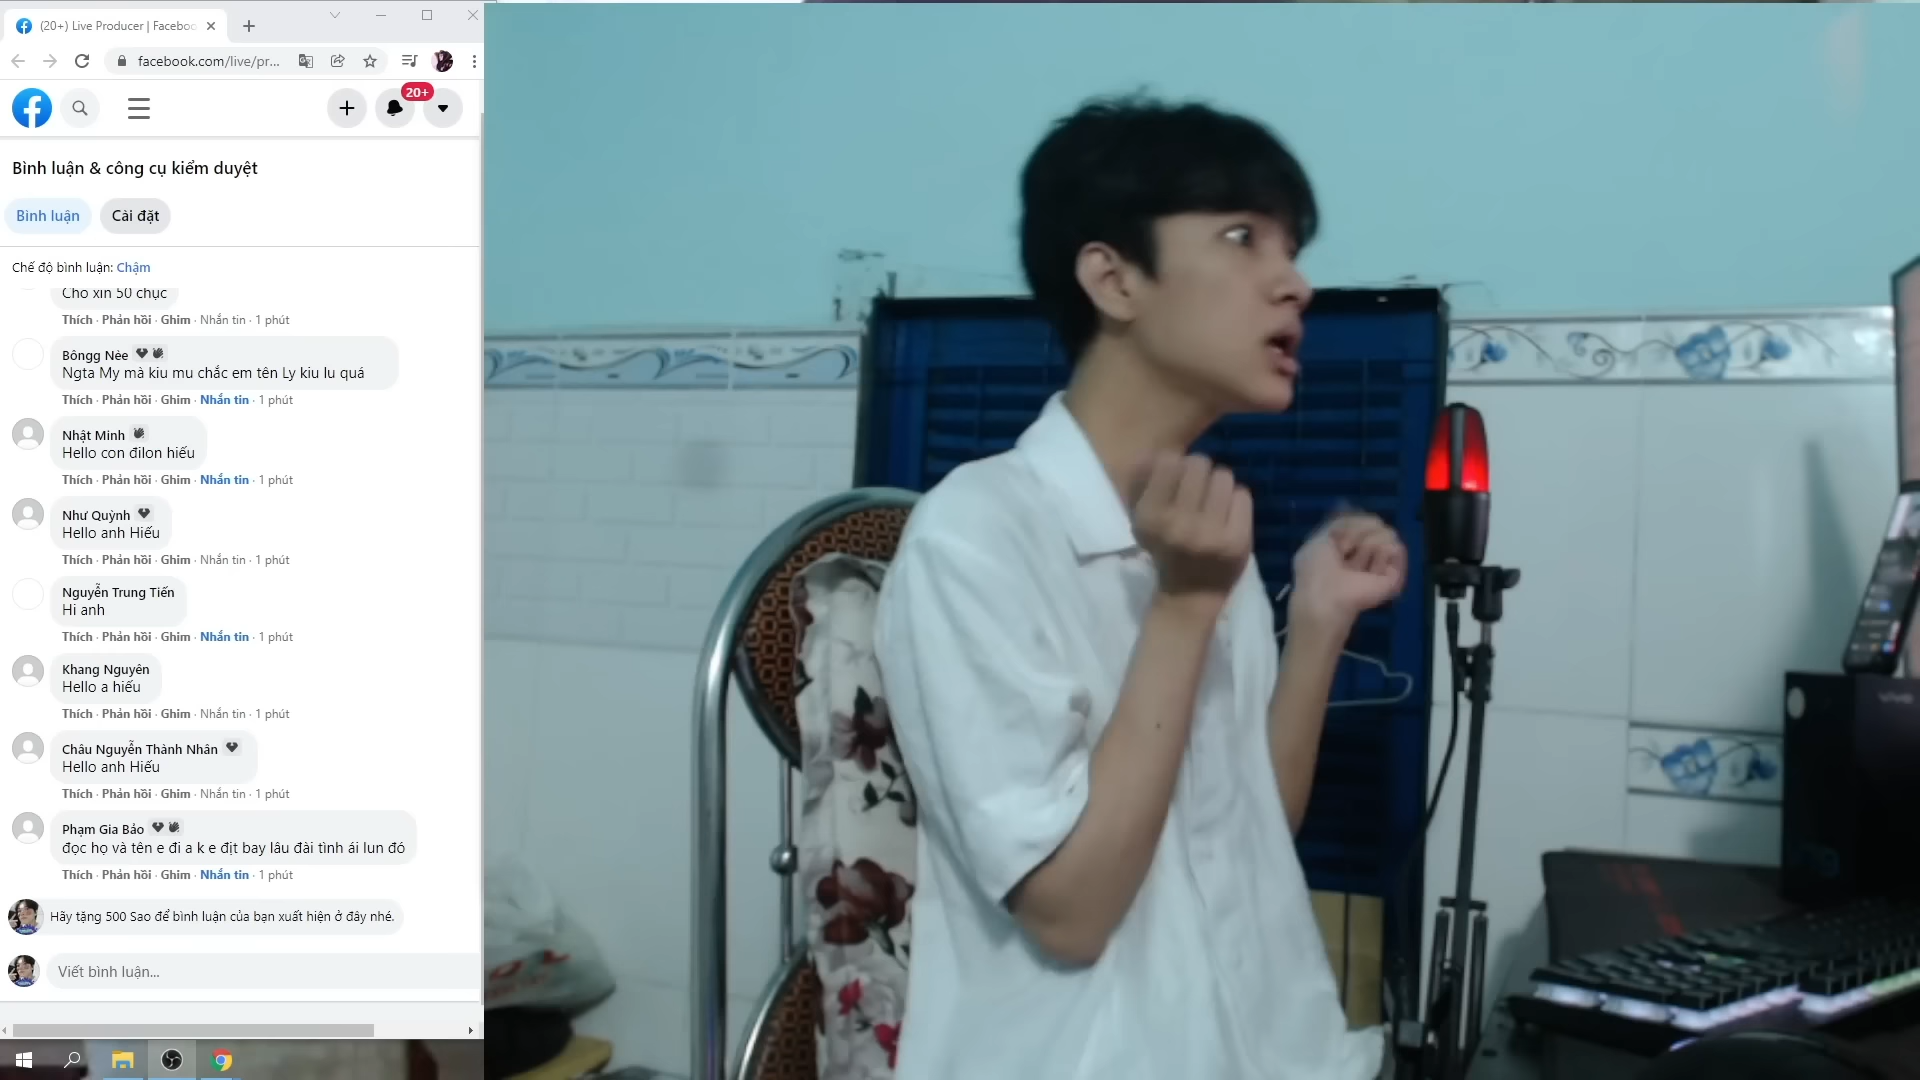 (20+) Live Producer | Faceboo
facebook.com/live/pr...
20+
Bình luận & công cụ kiểm duyệt
Bình luận
Cài đặt
Chế độ bình luận: Chậm
Cho xin 50 chục
Thích · Phản hồi · Ghim · Nhắn tin · 1 phút
Bôngg Nèe
Ngta My mà kiu mu chắc em tên Ly kiu lu quá
Thích · Phản hồi · Ghim · Nhắn tin · 1 phút
Nhật Minh
Hello con đilon hiếu
Thích · Phản hồi · Ghim · Nhắn tin · 1 phút
Như Quỳnh
Hello anh Hiếu
Thích · Phản hồi · Ghim · Nhắn tin · 1 phút
Nguyễn Trung Tiến
Hi anh
Thích · Phản hồi · Ghim · Nhắn tin · 1 phút
Khang Nguyên
Hello a hiếu
Thích · Phản hồi · Ghim · Nhắn tin · 1 phút
Châu Nguyễn Thành Nhân
Hello anh Hiếu
Thích · Phản hồi · Ghim · Nhắn tin · 1 phút
Phạm Gia Bảo
đọc họ và tên e đi a k e địt bay lâu đài tình ái lun đó
Thích · Phản hồi · Ghim · Nhắn tin · 1 phút
Hãy tặng 500 Sao để bình luận của bạn xuất hiện ở đây nhé.
Viết bình luận...
vivo